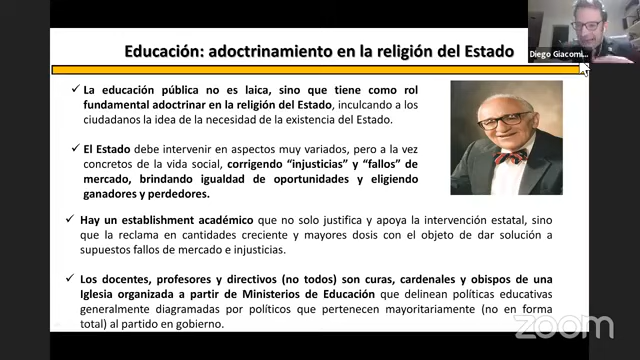 Diego Giacomi...
Educación: adoctrinamiento en la religión del Estado
✓ La educación pública no es laica, sino que tiene como rol
fundamental adoctrinar en la religión del Estado, inculcando a los
ciudadanos la idea de la necesidad de la existencia del Estado.
✓ El Estado debe intervenir en aspectos muy variados, pero a la vez
concretos de la vida social, corrigendo “injusticias” y “fallos” de
mercado, brindando igualdad de oportunidades y eligiendo
ganadores y perdedores.
✓ Hay un establishment académico que no solo justifica y apoya la intervención estatal, sino
que la reclama en cantidades creciente y mayores dosis con el objeto de dar solución a
supuestos fallos de mercado e injusticias.
✓ Los docentes, profesores y directivos (no todos) son curas, cardenales y obispos de una
Iglesia organizada a partir de Ministerios de Educación que delinean políticas educativas
generalmente diagramadas por políticos que pertenecen mayoritariamente (no en forma
total) al partido en gobierno.
zoom